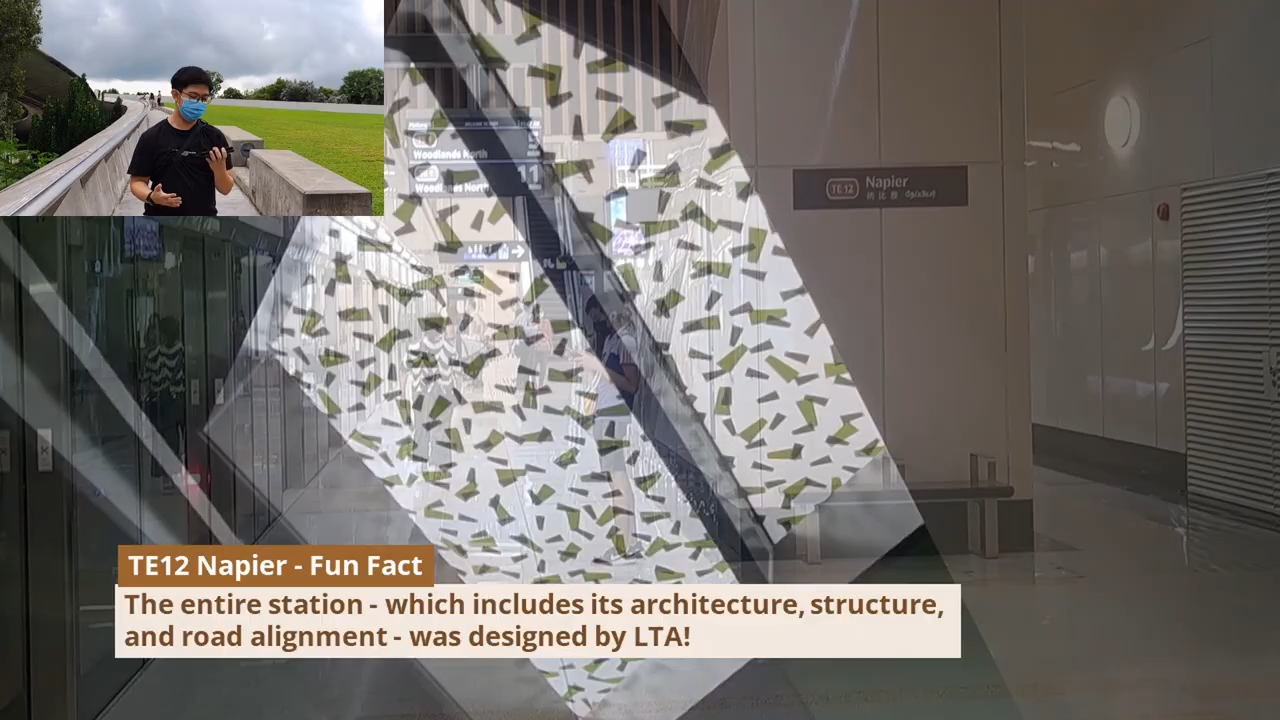 Woodlands North
11
TE12
Napier
TE12 Napier - Fun Fact
The entire station - which includes its architecture, structure,
and road alignment - was designed by LTA!